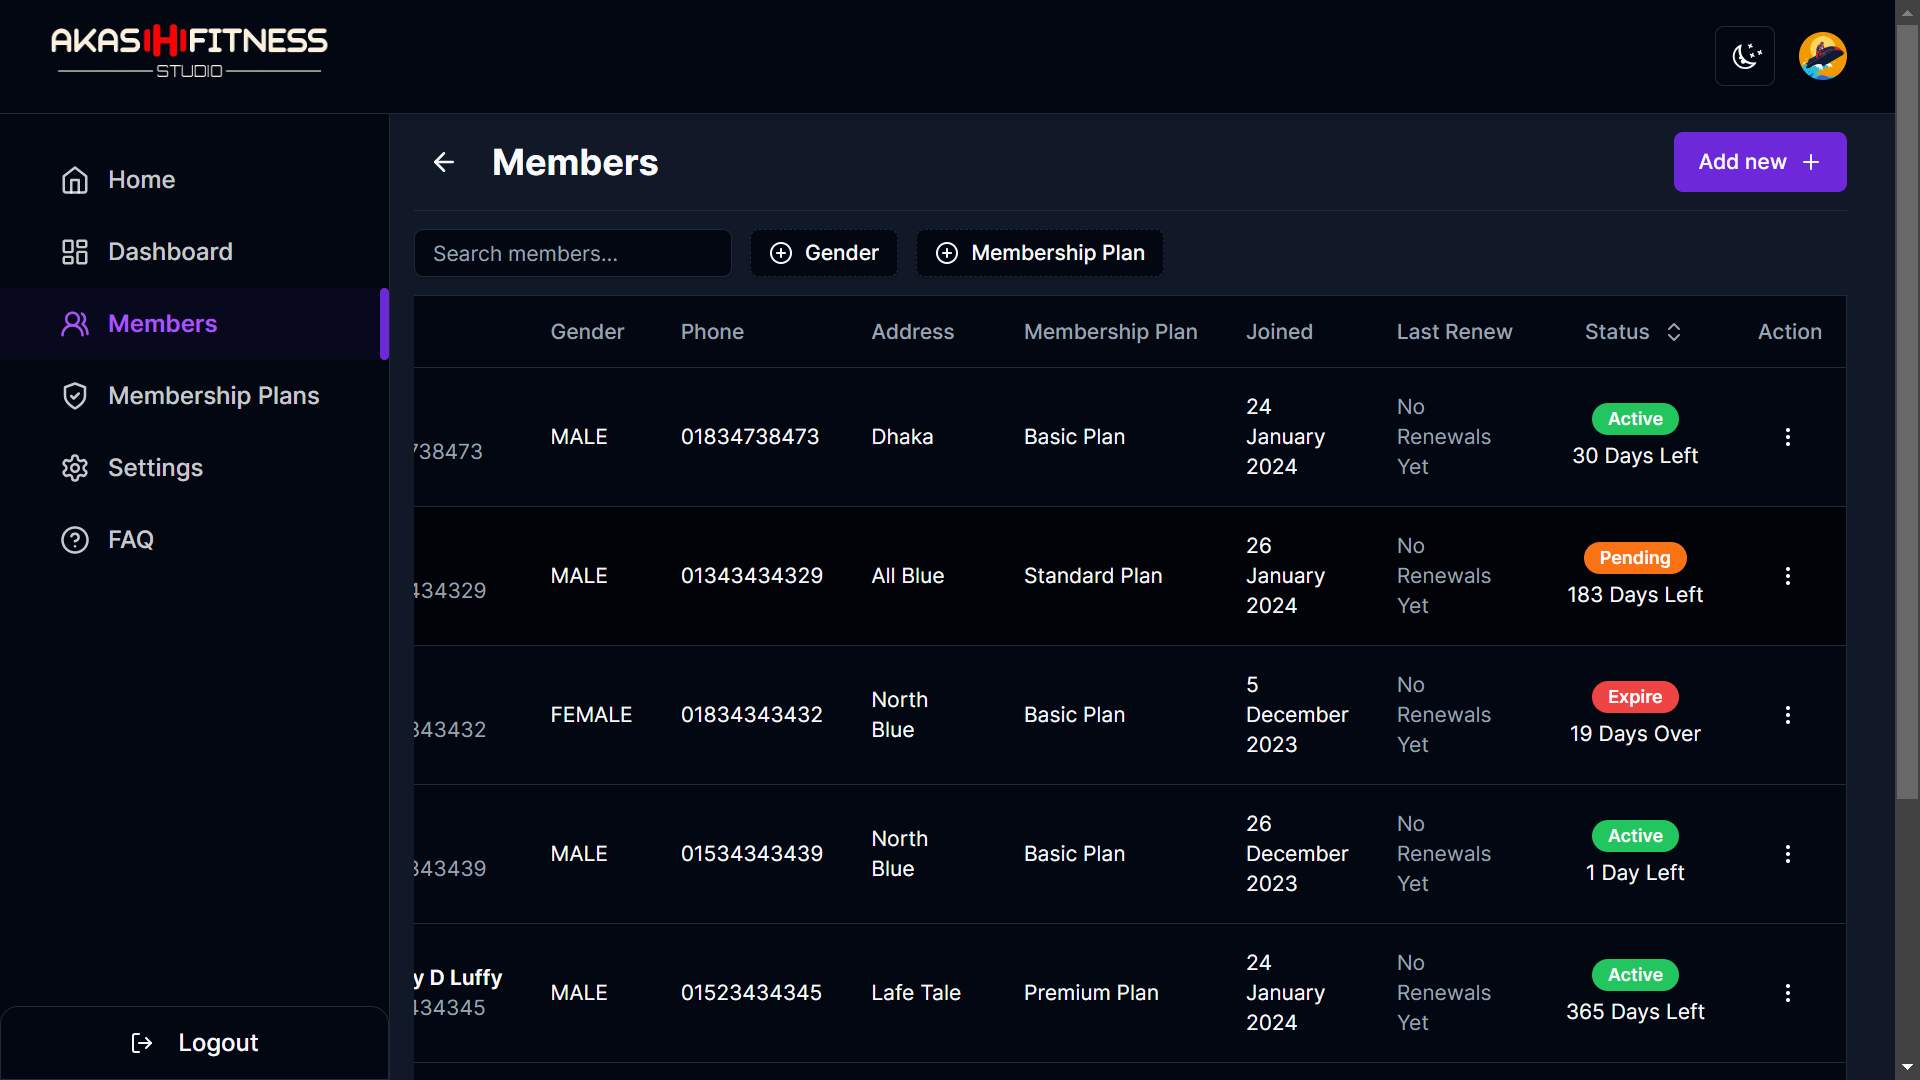 AKASHFITNESS
STUDIO
Home
Dashboard
Members
Membership Plans
Settings
FAQ
Logout
Members
Add new
Search members...
Gender
Membership Plan
Gender Phone Address Membership Plan Joined Last Renew Status Action
738473 MALE 01834738473 Dhaka Basic Plan 24 January 2024 No Renewals Yet Active 30 Days Left
434329 MALE 01343434329 All Blue Standard Plan 26 January 2024 No Renewals Yet Pending 183 Days Left
343432 FEMALE 01834343432 North Blue Basic Plan 5 December 2023 No Renewals Yet Expire 19 Days Over
343439 MALE 01534343439 North Blue Basic Plan 26 December 2023 No Renewals Yet Active 1 Day Left
y D Luffy 434345 MALE 01523434345 Lafe Tale Premium Plan 24 January 2024 No Renewals Yet Active 365 Days Left